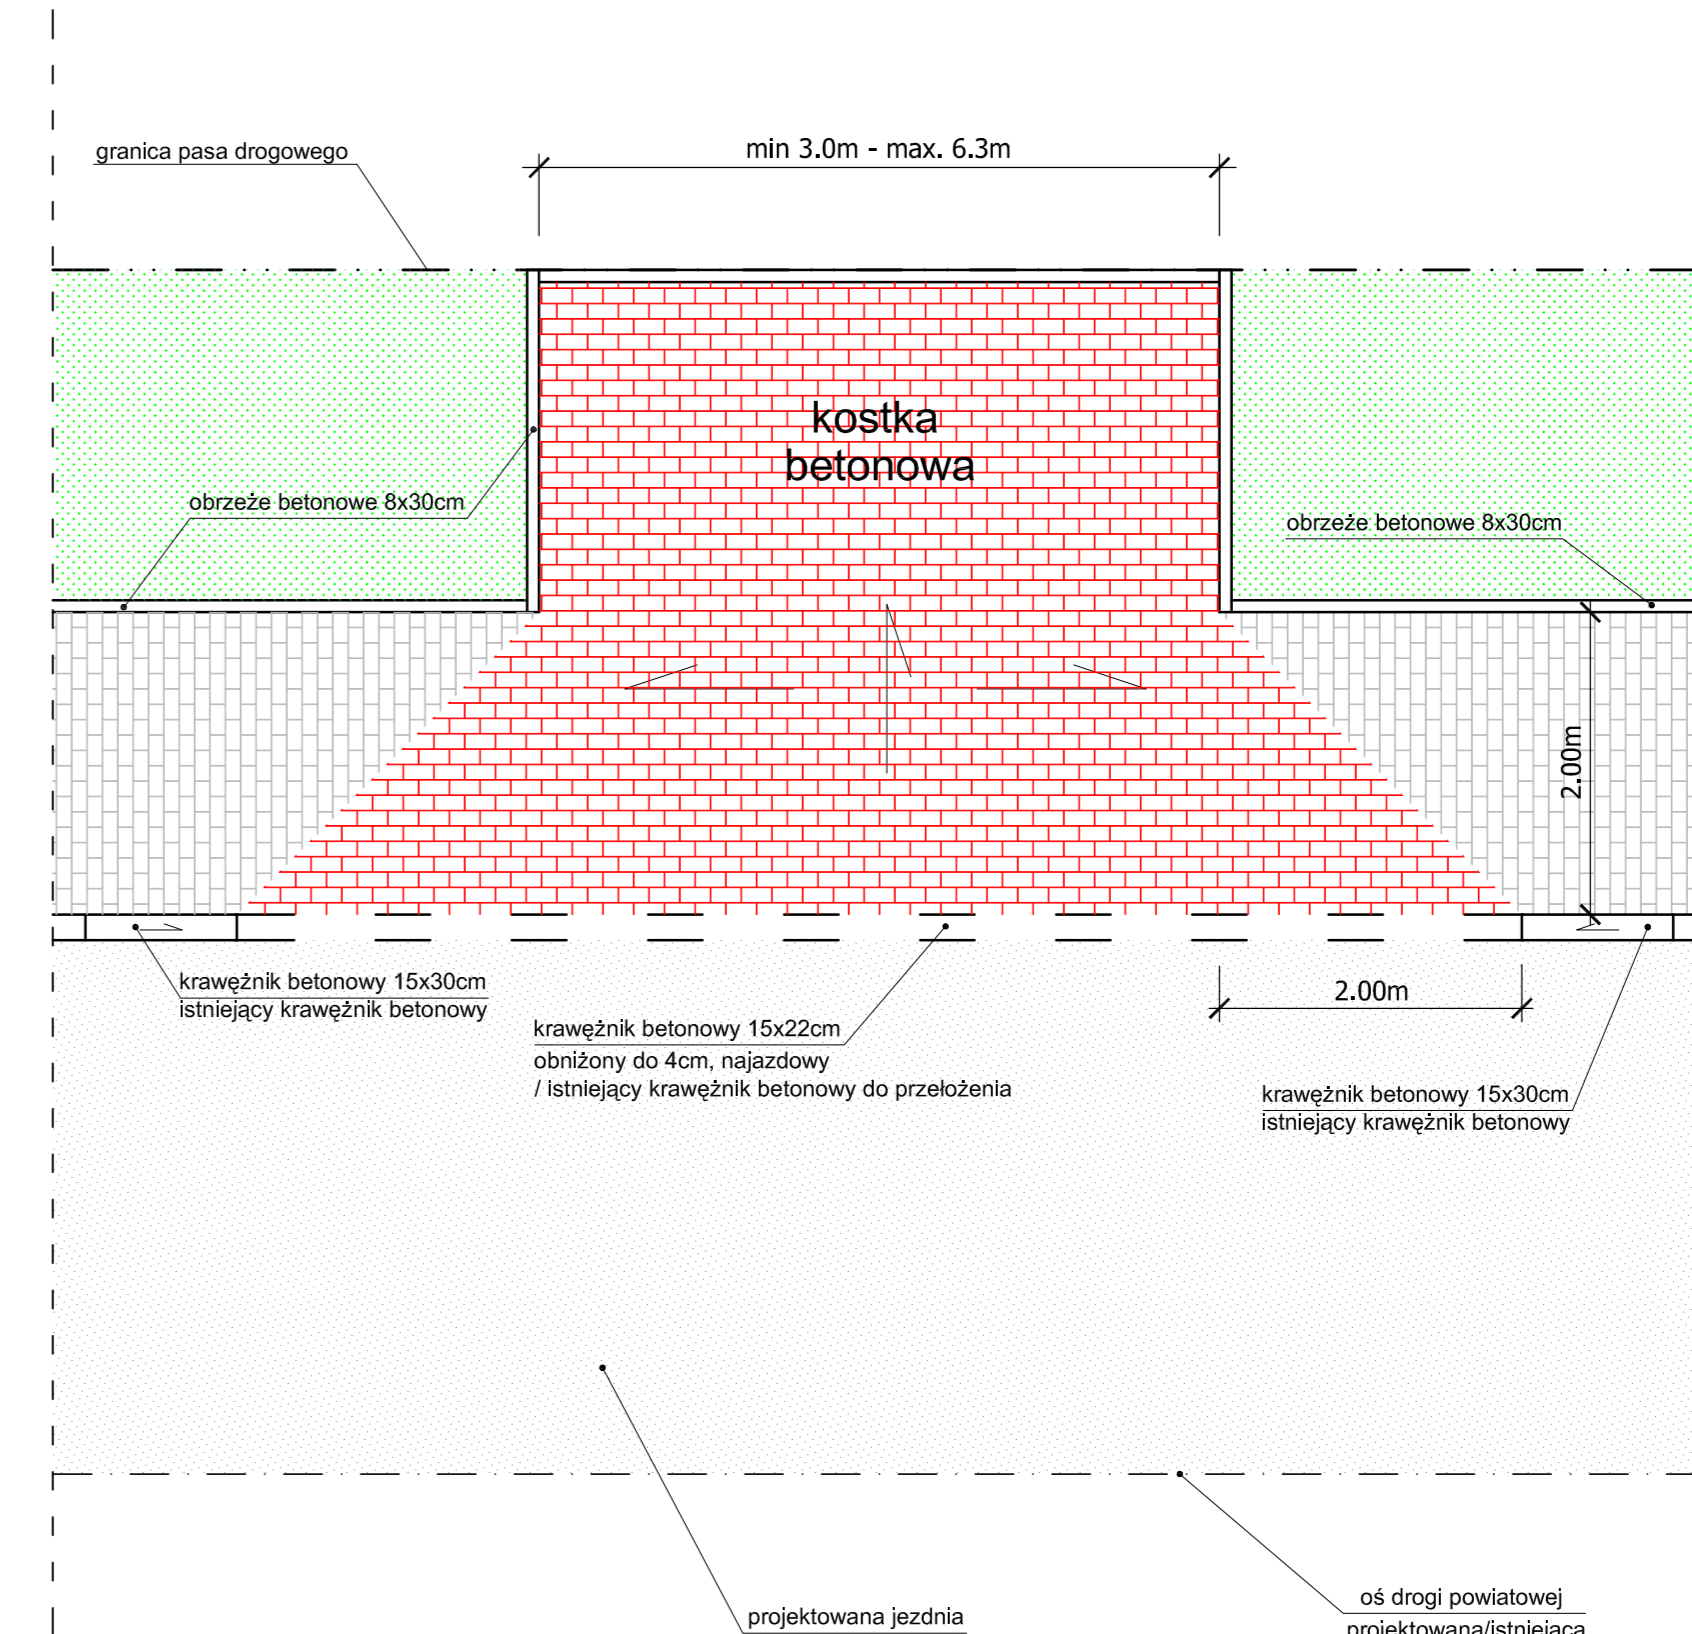 min 3.0m - max. 6.3m
granica pasa drogowego
kostka
betonowa
obrzeże betonowe 8x30cm
obrzeże betonowe 8x30cm
2.00m
krawężnik betonowy 15x30cm
istniejący krawężnik betonowy
2.00m
krawężnik betonowy 15x22cm
obniżony do 4cm, najazdowy
/ istniejący krawężnik betonowy do przełożenia
krawężnik betonowy 15x30cm
istniejący krawężnik betonowy
oś drogi powiatowej
projektowana/istniejąca
projektowana jezdnia